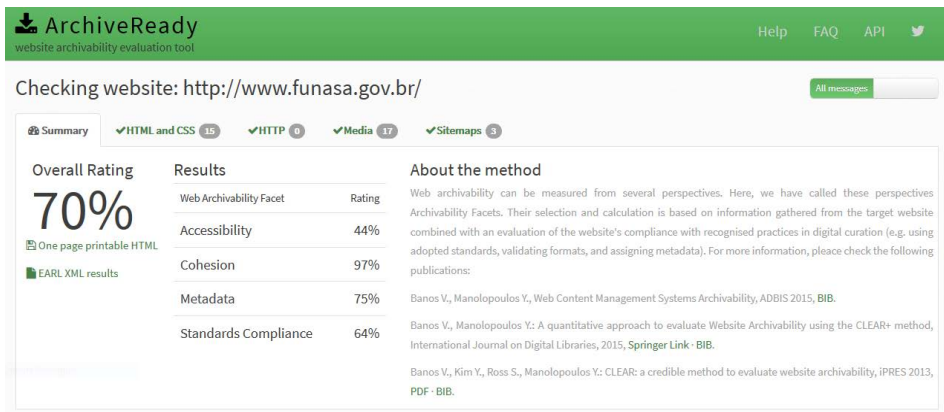 ArchiveReady
website archivability evaluation tool
Help FAQ API
Checking website: http://www.funasa.gov.br/
All messages
Summary HTML and CSS 15 HTTP 0 Media 17 Sitemaps 3
Overall Rating
70%
One page printable HTML
EARL XML results
Results
Web Archivability Facet Rating
Accessibility 44%
Cohesion 97%
Metadata 75%
Standards Compliance 64%
About the method
Web archivability can be measured from several perspectives. Here, we have called these perspectives
Archivability Facets. Their selection and calculation is based on information gathered from the target website
combined with an evaluation of the website's compliance with recognised practices in digital curation (e.g. using
adopted standards, validating formats, and assigning metadata). For more information, pleace check the following
publications:
Banos V., Manolopoulos Y., Web Content Management Systems Archivability, ADBIS 2015, BIB.
Banos V., Manolopoulos Y.: A quantitative approach to evaluate Website Archivability using the CLEAR+ method,
International Journal on Digital Libraries, 2015, Springer Link · BIB.
Banos V., Kim Y., Ross S., Manolopoulos Y.: CLEAR: a credible method to evaluate website archivability, iPRES 2013,
PDF · BIB.